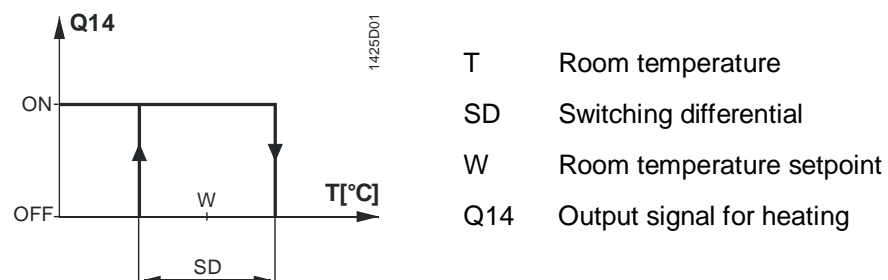 Q14
1425D01
ON
OFF
W
T[°C]
SD
T Room temperature
SD Switching differential
W Room temperature setpoint
Q14 Output signal for heating